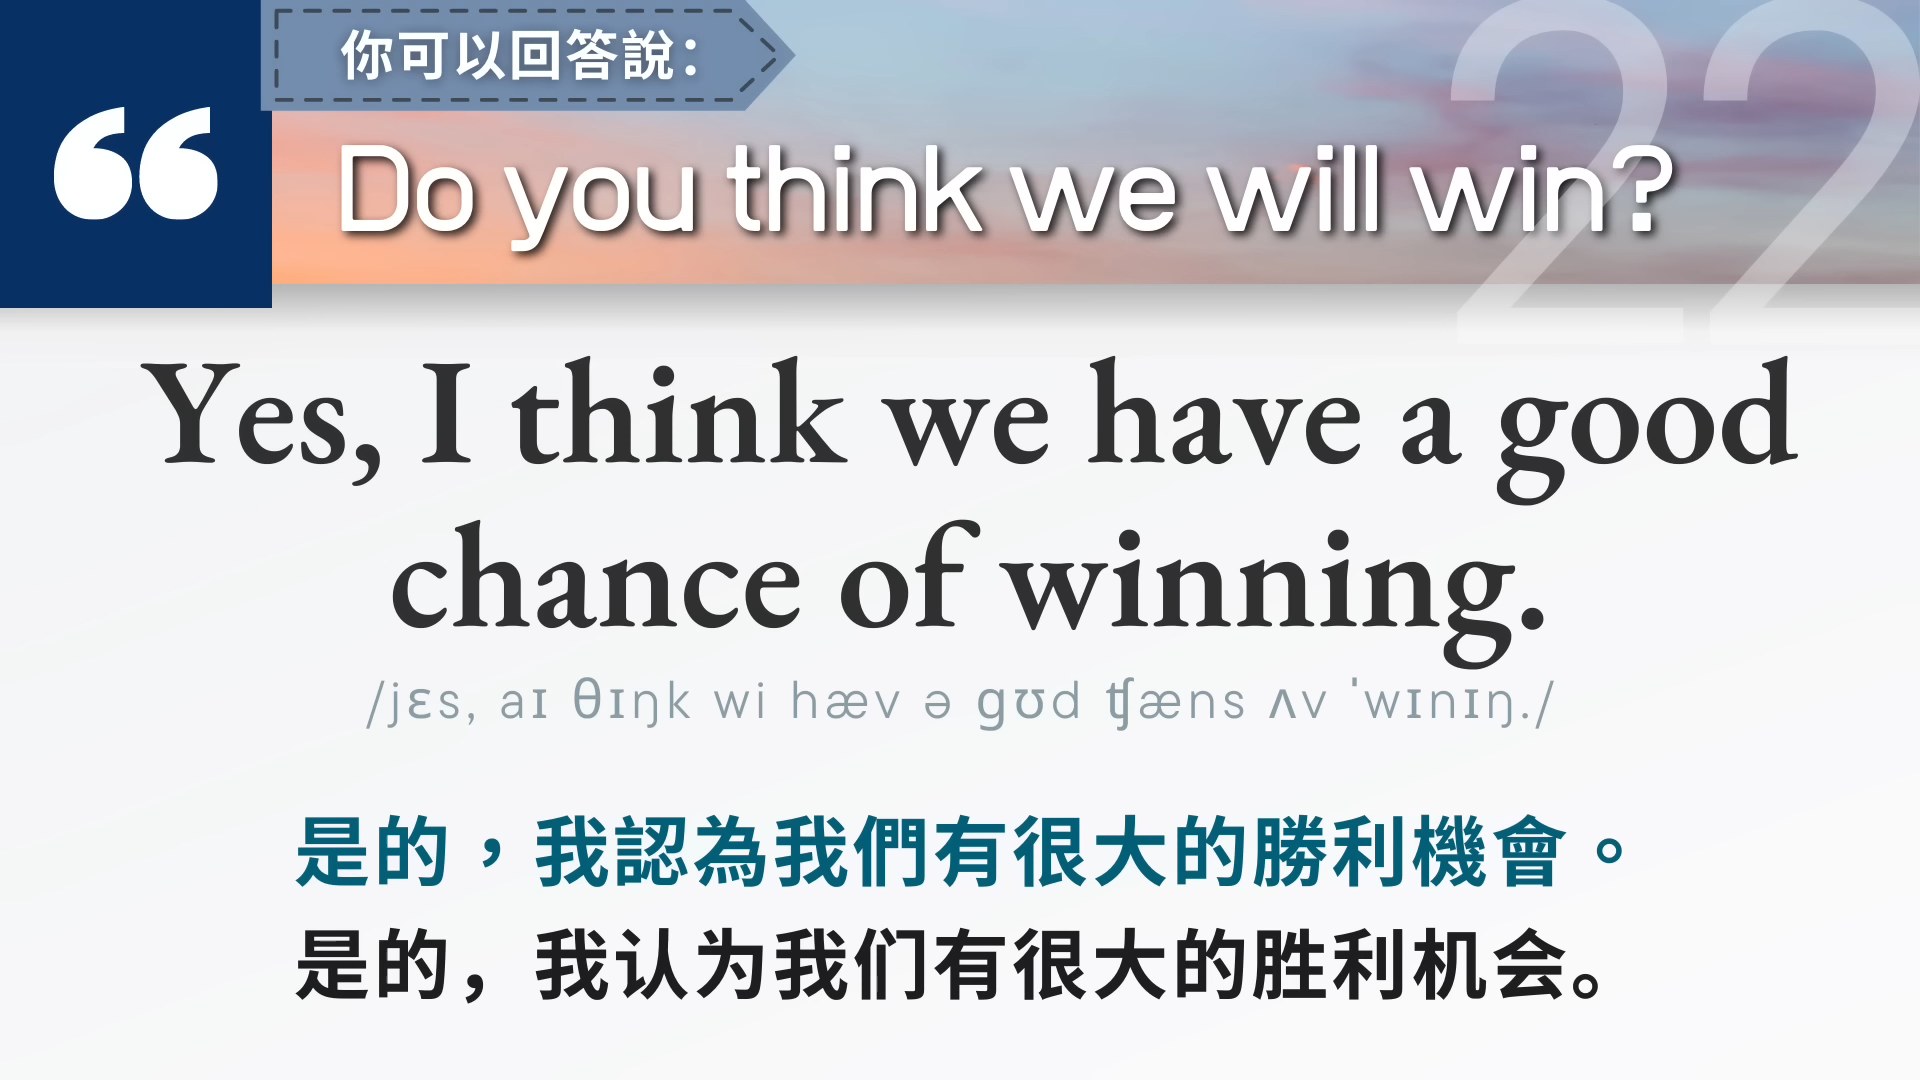 你可以回答說：
22
Do you think we will win?
Yes, I think we have a good
chance of winning.
/jɛs, aɪ θɪŋk wi hæv ə ɡʊd ʧæns ʌv ˈwɪnɪŋ./
是的，我認為我們有很大的勝利機會。
是的，我认为我们有很大的胜利机会。